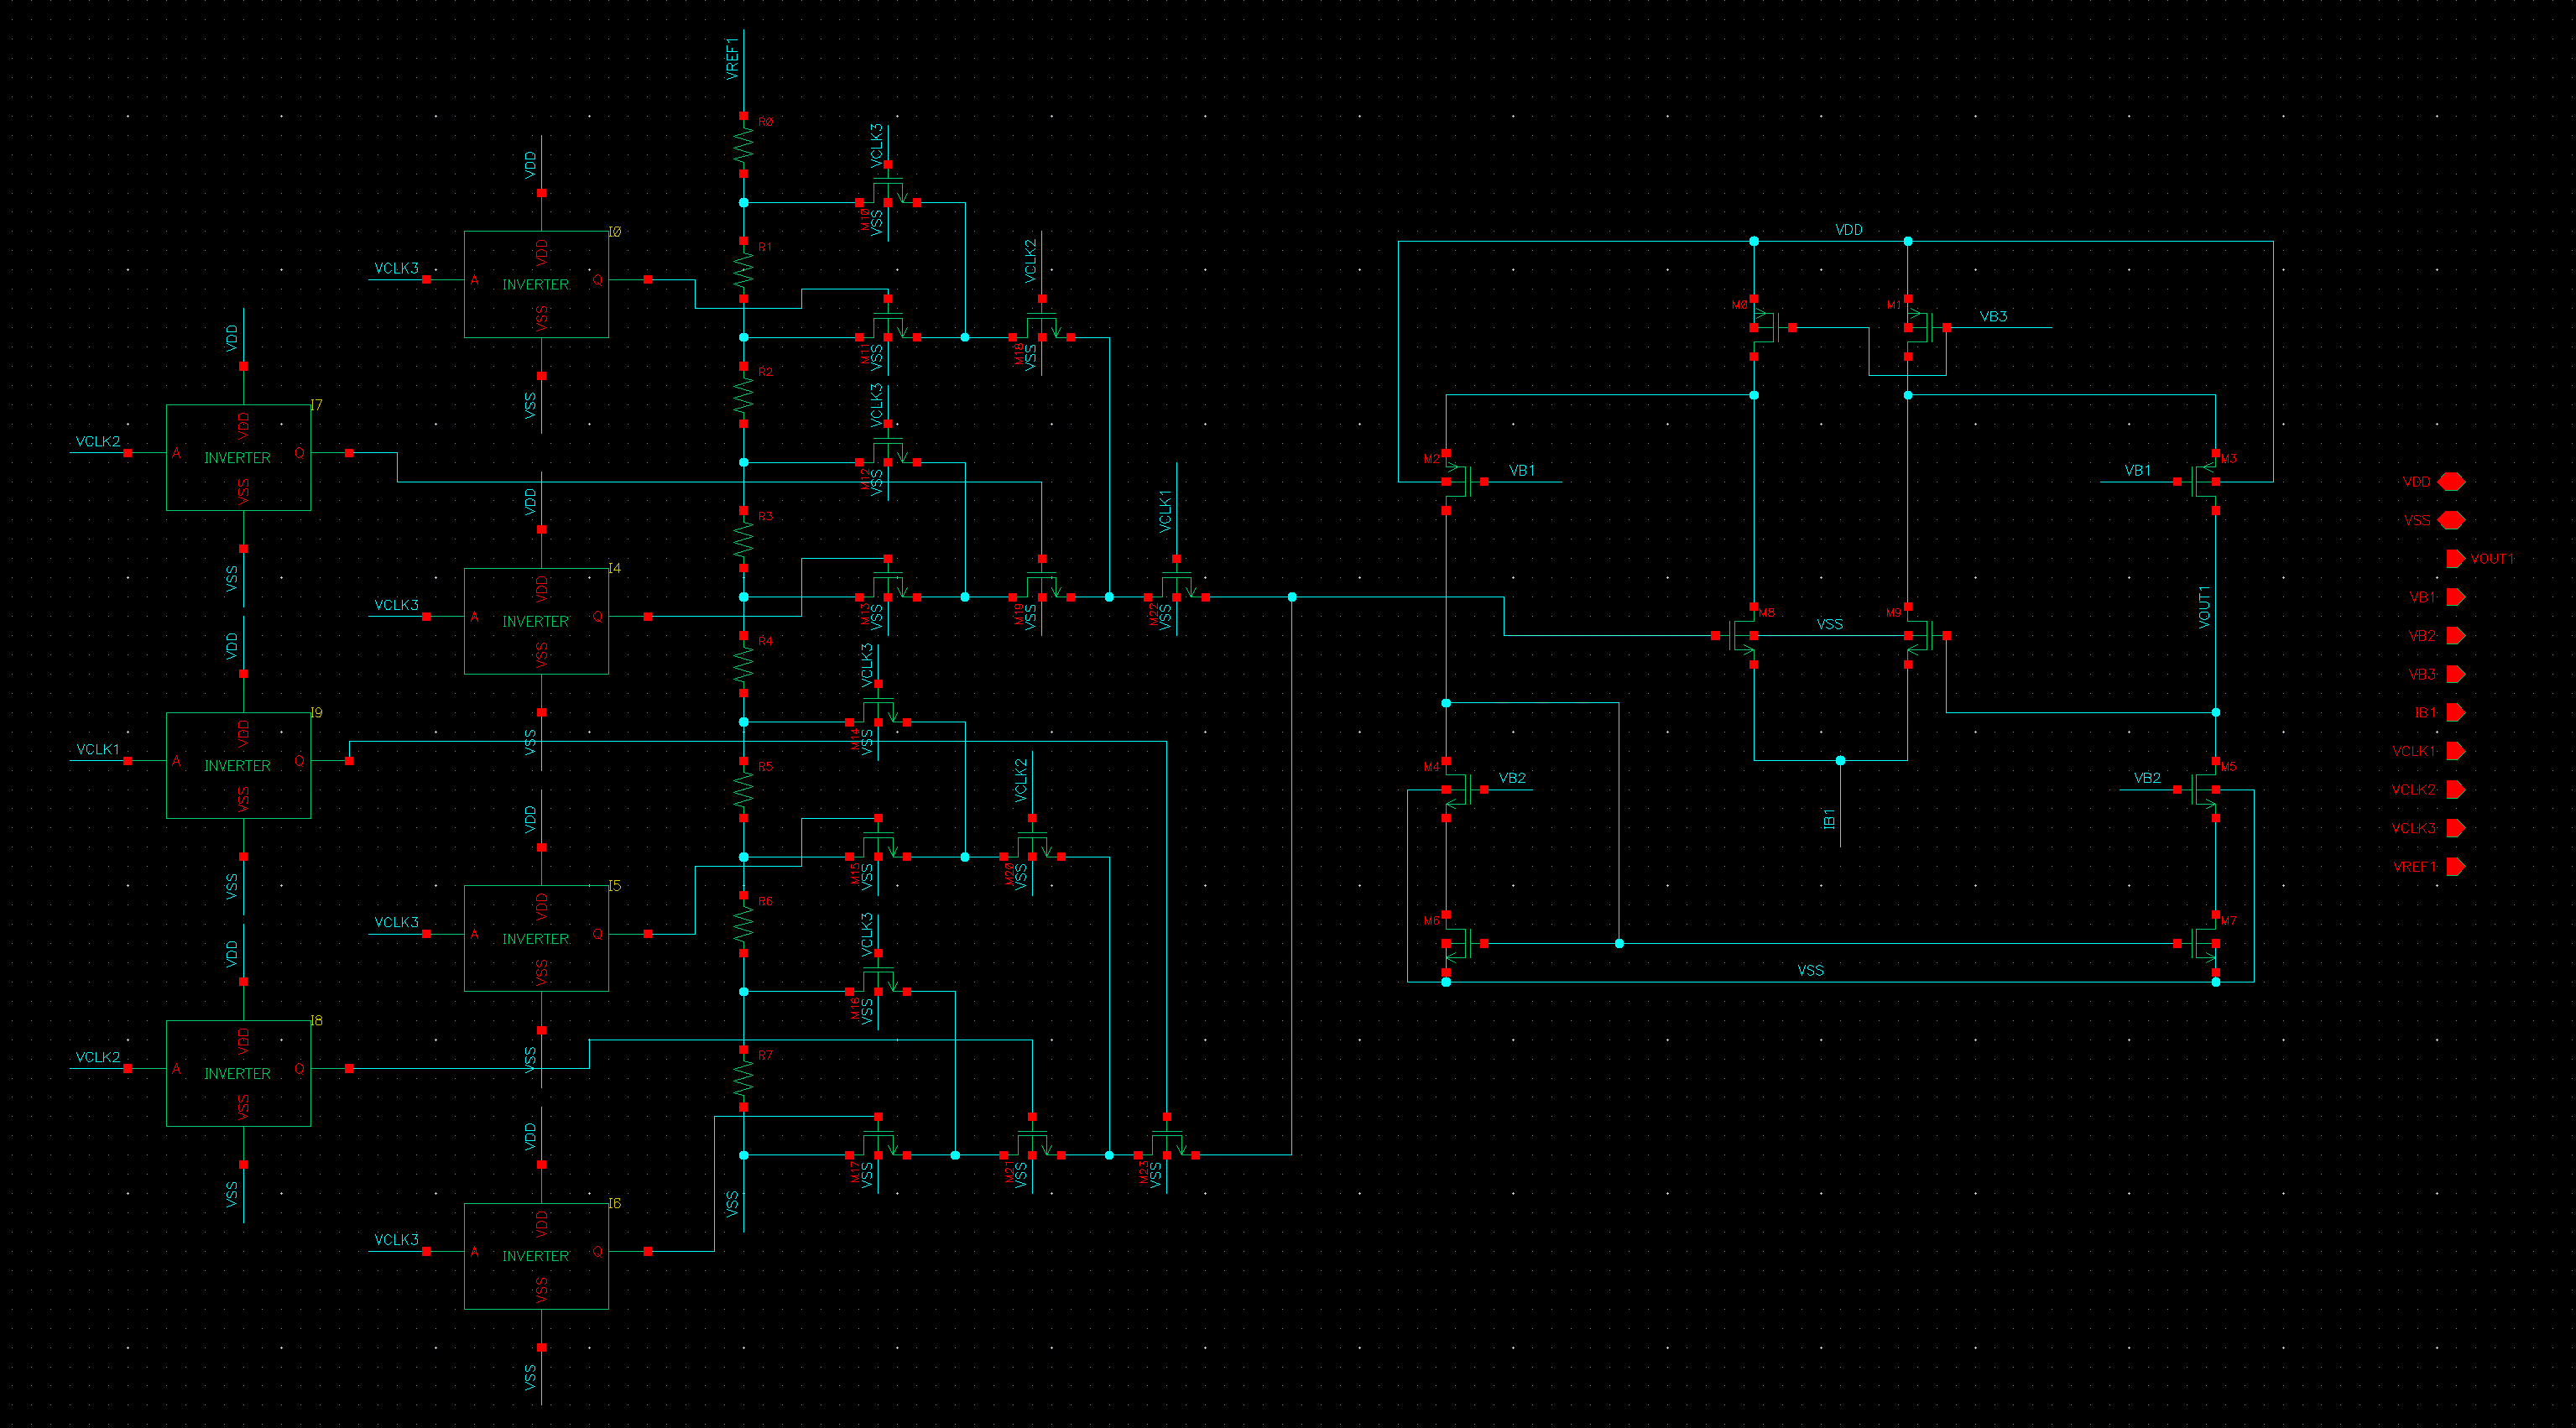 VREF1
R0
VCLK3
M10
VSS
VDD
I0
VDD
VCLK3
A
INVERTER
Q
VSS
VSS
R1
M11
VSS
VCLK2
M18
VSS
R2
VCLK3
M12
VSS
VDD
I7
VDD
VCLK2
A
INVERTER
Q
VSS
VSS
R3
M13
VSS
M19
VSS
VCLK1
M22
VSS
VDD
I4
VDD
VCLK3
A
INVERTER
Q
VSS
VSS
R4
VCLK3
M14
VSS
VDD
I9
VDD
VCLK1
A
INVERTER
Q
VSS
VSS
R5
M15
VSS
VCLK2
M20
VSS
VDD
I5
VDD
VCLK3
A
INVERTER
Q
VSS
VSS
R6
VCLK3
M16
VSS
VDD
I8
VDD
VCLK2
A
INVERTER
Q
VSS
VSS
R7
M17
VSS
M21
VSS
M23
VSS
VSS
VDD
I6
VDD
VCLK3
A
INVERTER
Q
VSS
VSS
VDD
M0
M1
VB3
M2
VB1
VB1
M3
M8
VSS
M9
VOUT1
M4
VB2
IB1
VB2
M5
M6
M7
VSS
VDD
VSS
VOUT1
VB1
VB2
VB3
IB1
VCLK1
VCLK2
VCLK3
VREF1